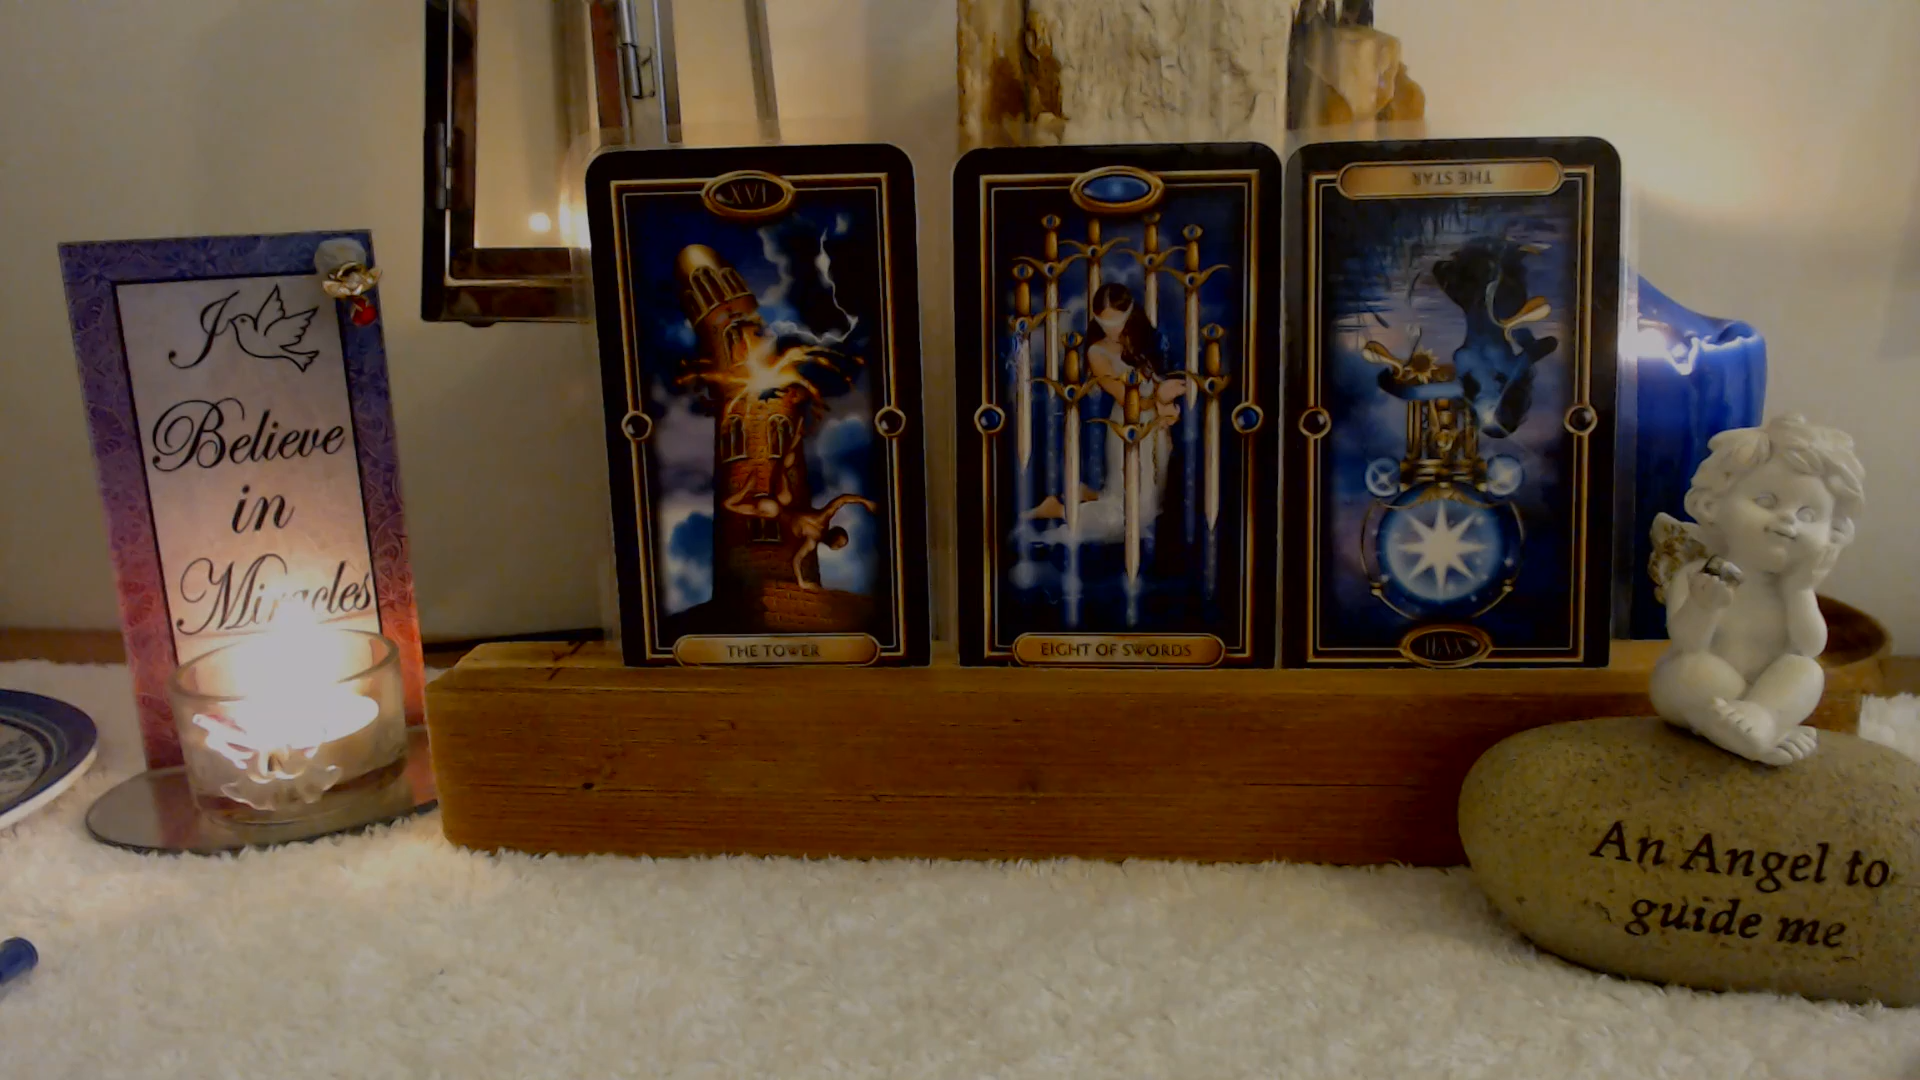 I
Believe
in
Miracles
XVI
THE TOWER
EIGHT OF SWORDS
THE STAR
XVII
An Angel to
guide me